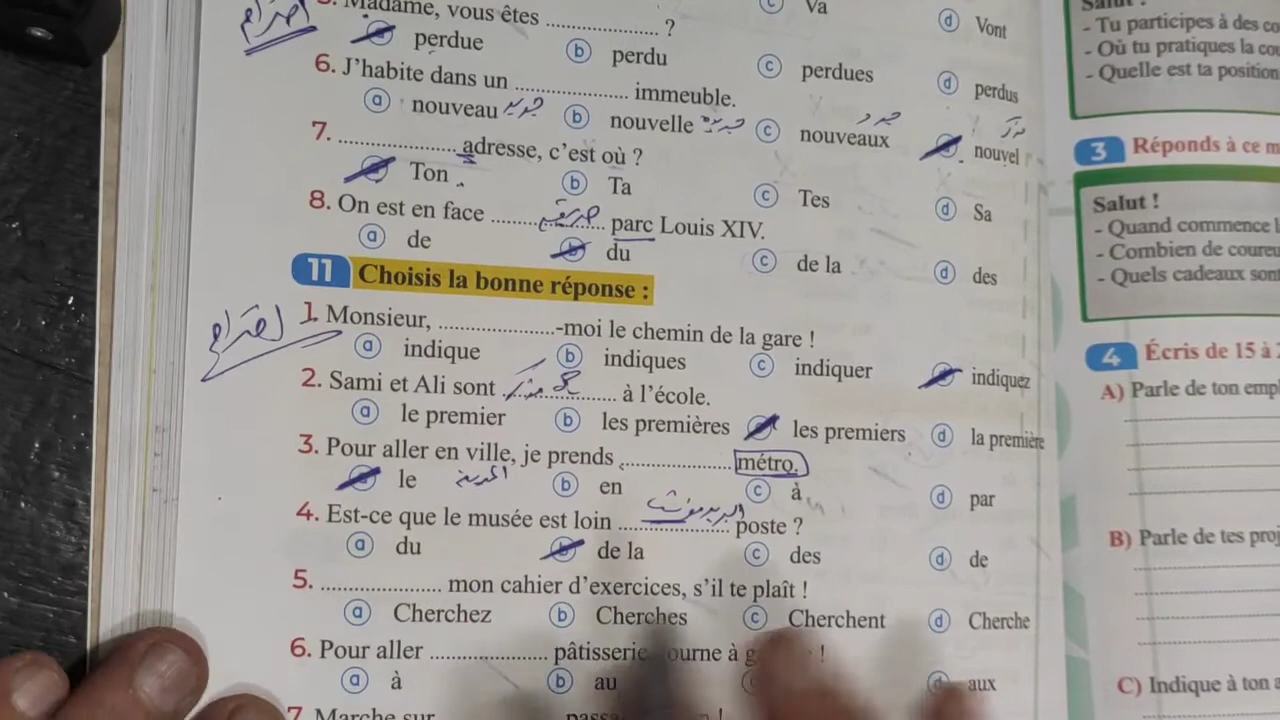 Madame, vous êtes .................... ?
c Va
d Vont
احترام
a perdue b perdu c perdues d perdus
6. J'habite dans un .................... immeuble.
a nouveau b nouvelle c nouveaux d nouvel
7. .................... adresse, c'est où ?
a Ton b Ta c Tes d Sa
8. On est en face .................... parc Louis XIV.
a de b du c de la d des
11 Choisis la bonne réponse :
احترام
1. Monsieur, ....................-moi le chemin de la gare !
a indique b indiques c indiquer d indiquez
2. Sami et Ali sont .................... à l'école.
a le premier b les premières c les premiers d la première
3. Pour aller en ville, je prends .................... métro.
a le b en c à d par
4. Est-ce que le musée est loin .................... poste ?
a du b de la c des d de
5. .................... mon cahier d'exercices, s'il te plaît !
a Cherchez b Cherches c Cherchent d Cherche
6. Pour aller .................... pâtisserie ourne à g !
a à b au d aux
7. Marche sur ....................
Salut !
- Tu participes à des
- Où tu pratiques la
- Quelle est ta position
3 Réponds à ce
Salut !
- Quand commence
- Combien de
- Quels cadeaux
4 Écris de 15 à
A) Parle de ton
B) Parle de tes
C) Indique à ton